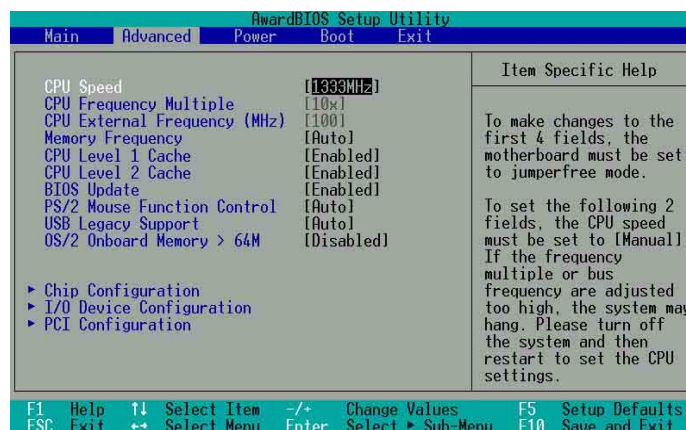 AwardBIOS Setup Utility
Main Advanced Power Boot Exit
Item Specific Help
CPU Speed [1333MHz]
CPU Frequency Multiple [10x]
CPU External Frequency (MHz) [100]
Memory Frequency [Auto]
CPU Level 1 Cache [Enabled]
CPU Level 2 Cache [Enabled]
BIOS Update [Enabled]
PS/2 Mouse Function Control [Auto]
USB Legacy Support [Auto]
OS/2 Onboard Memory > 64M [Disabled]
▸ Chip Configuration
▸ I/O Device Configuration
▸ PCI Configuration
To make changes to the
first 4 fields, the
motherboard must be set
to jumperfree mode.
To set the following 2
fields, the CPU speed
must be set to [Manual]
If the frequency
multiple or bus
frequency are adjusted
too high, the system may
hang. Please turn off
the system and then
restart to set the CPU
settings.
F1 Help ↑↓ Select Item -/+ Change Values F5 Setup Defaults
ESC Exit ←→ Select Menu Enter Select ▸ Sub-Menu F10 Save and Exit